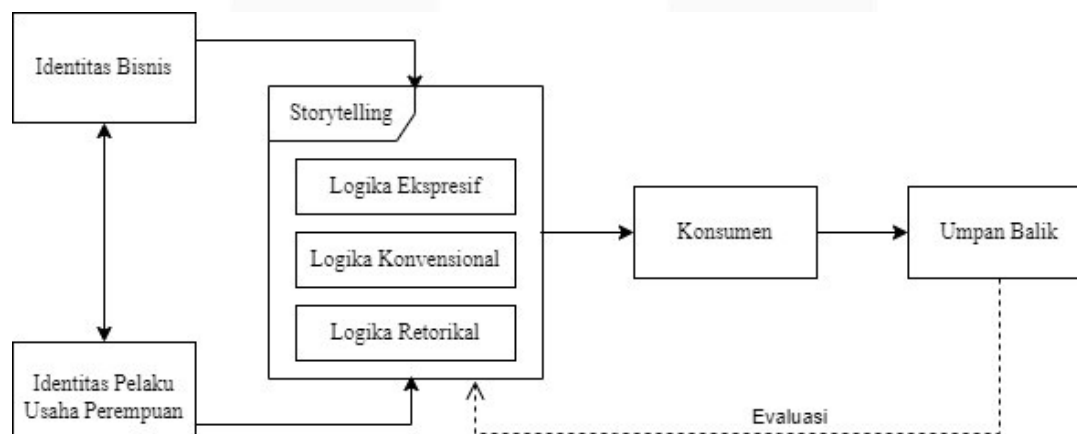 Identitas Bisnis
Storytelling
Logika Ekspresif
Logika Konvensional
Logika Retorikal
Konsumen
Umpan Balik
Identitas Pelaku
Usaha Perempuan
Evaluasi